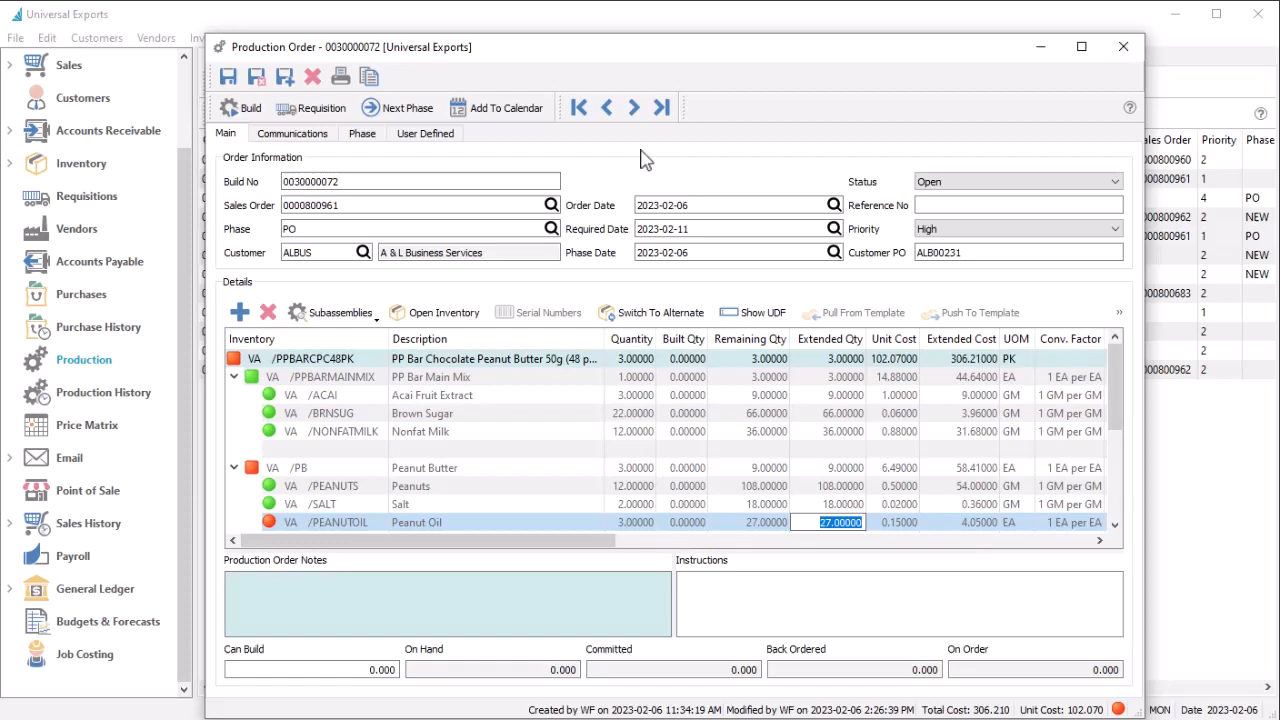 Universal Exports
File Edit Customers Vendors
Sales
Customers
Accounts Receivable
Inventory
Requisitions
Vendors
Accounts Payable
Purchases
Purchase History
Production
Production History
Price Matrix
Email
Point of Sale
Sales History
Payroll
General Ledger
Budgets & Forecasts
Job Costing
Production Order - 0030000072 [Universal Exports]
Build Requisition Next Phase 12 Add To Calendar
Main Communications Phase User Defined
Order Information
Build No 0030000072 Status Open
Sales Order 0000800961 Order Date 2023-02-06 Reference No
Phase PO Required Date 2023-02-11 Priority High
Customer ALBUS A & L Business Services Phase Date 2023-02-06 Customer PO ALB00231
Details
Subassemblies Open Inventory Serial Numbers Switch To Alternate Show UDF Pull From Template Push To Template »
Inventory Description Quantity Built Qty Remaining Qty Extended Qty Unit Cost Extended Cost UOM Conv. Factor
VA /PPBARCPC48PK PP Bar Chocolate Peanut Butter 50g (48 p... 3.00000 0.00000 3.00000 3.00000 102.07000 306.21000 PK
VA /PPBARMAINMIX PP Bar Main Mix 1.00000 0.00000 3.00000 3.00000 14.88000 44.64000 EA 1 EA per EA
VA /ACAI Acai Fruit Extract 3.00000 0.00000 9.00000 9.00000 1.00000 9.00000 GM 1 GM per GM
VA /BRNSUG Brown Sugar 22.00000 0.00000 66.00000 66.00000 0.06000 3.96000 GM 1 GM per GM
VA /NONFATMILK Nonfat Milk 12.00000 0.00000 36.00000 36.00000 0.88000 31.68000 GM 1 GM per GM
VA /PB Peanut Butter 3.00000 0.00000 9.00000 9.00000 6.49000 58.41000 EA 1 EA per EA
VA /PEANUTS Peanuts 12.00000 0.00000 108.00000 108.00000 0.50000 54.00000 GM 1 GM per GM
VA /SALT Salt 2.00000 0.00000 18.00000 18.00000 0.02000 0.36000 GM 1 GM per GM
VA /PEANUTOIL Peanut Oil 3.00000 0.00000 27.00000 27.00000 0.15000 4.05000 EA 1 EA per EA
Production Order Notes Instructions
Can Build On Hand Committed Back Ordered On Order
0.000 0.000 0.000 0.000 0.000
Created by WF on 2023-02-06 11:34:19 AM Modified by WF on 2023-02-06 2:26:39 PM Total Cost: 306.210 Unit Cost: 102.070
ales Order Priority Phase
000800960 2
000800961 1
4 PO
000800962 2 NEW
000800961 1 PO
2 NEW
2 NEW
000800683 2
1
2
2
000800962 2
MON Date 2023-02-06